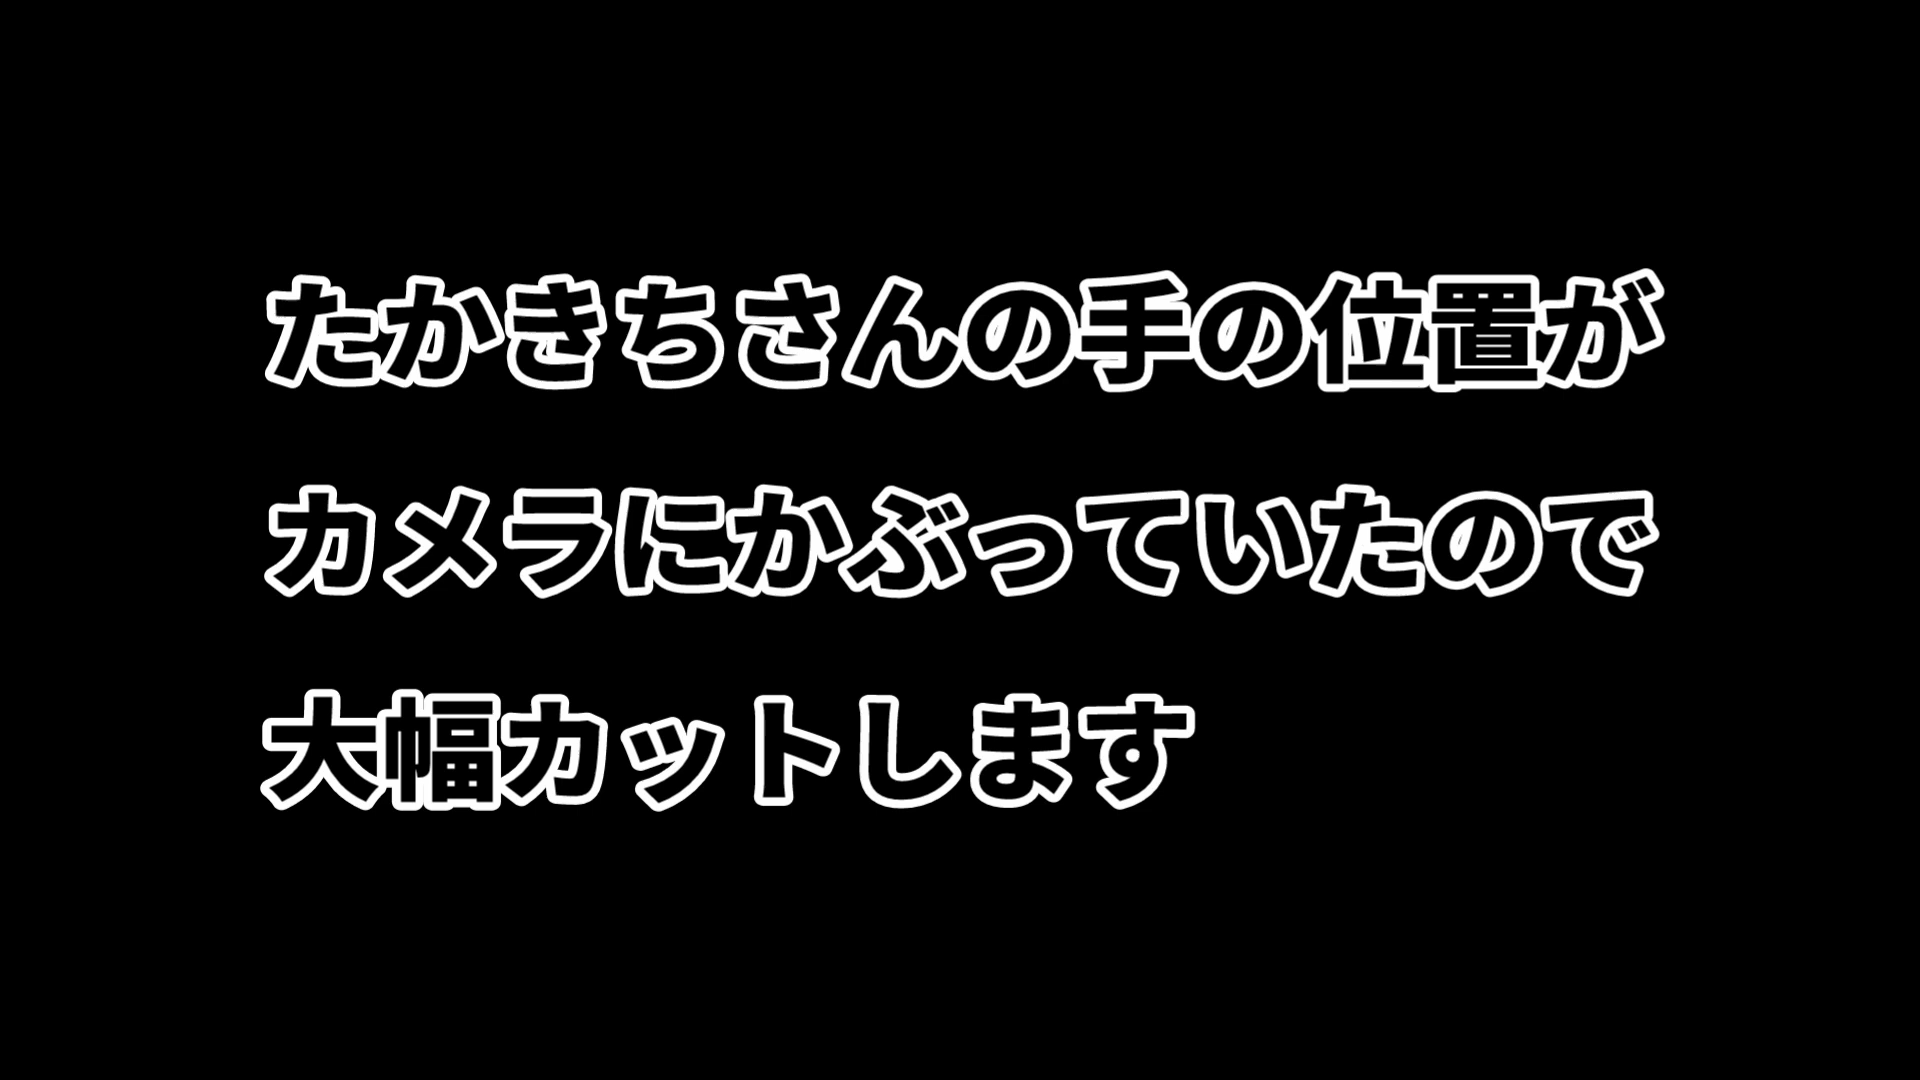 たかきちさんの手の位置が
カメラにかぶっていたので
大幅カットします